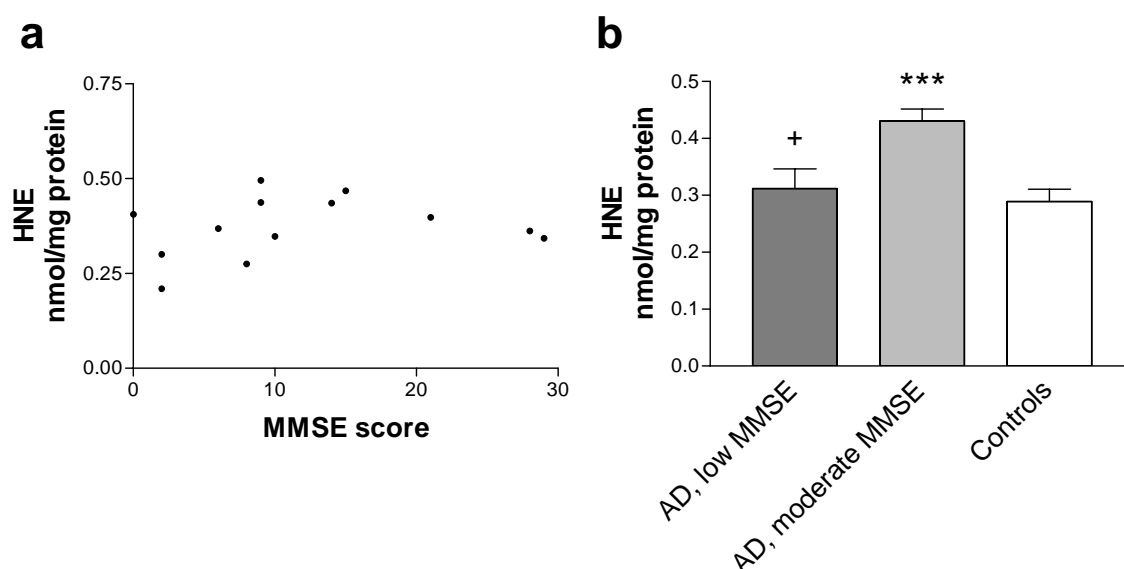 a
0.75
0.50
0.25
0.00
HNE
nmol/mg protein
0
10
20
30
MMSE score
b
0.5
0.4
0.3
0.2
0.1
0.0
HNE
nmol/mg protein
+
***
AD, low MMSE
AD, moderate MMSE
Controls